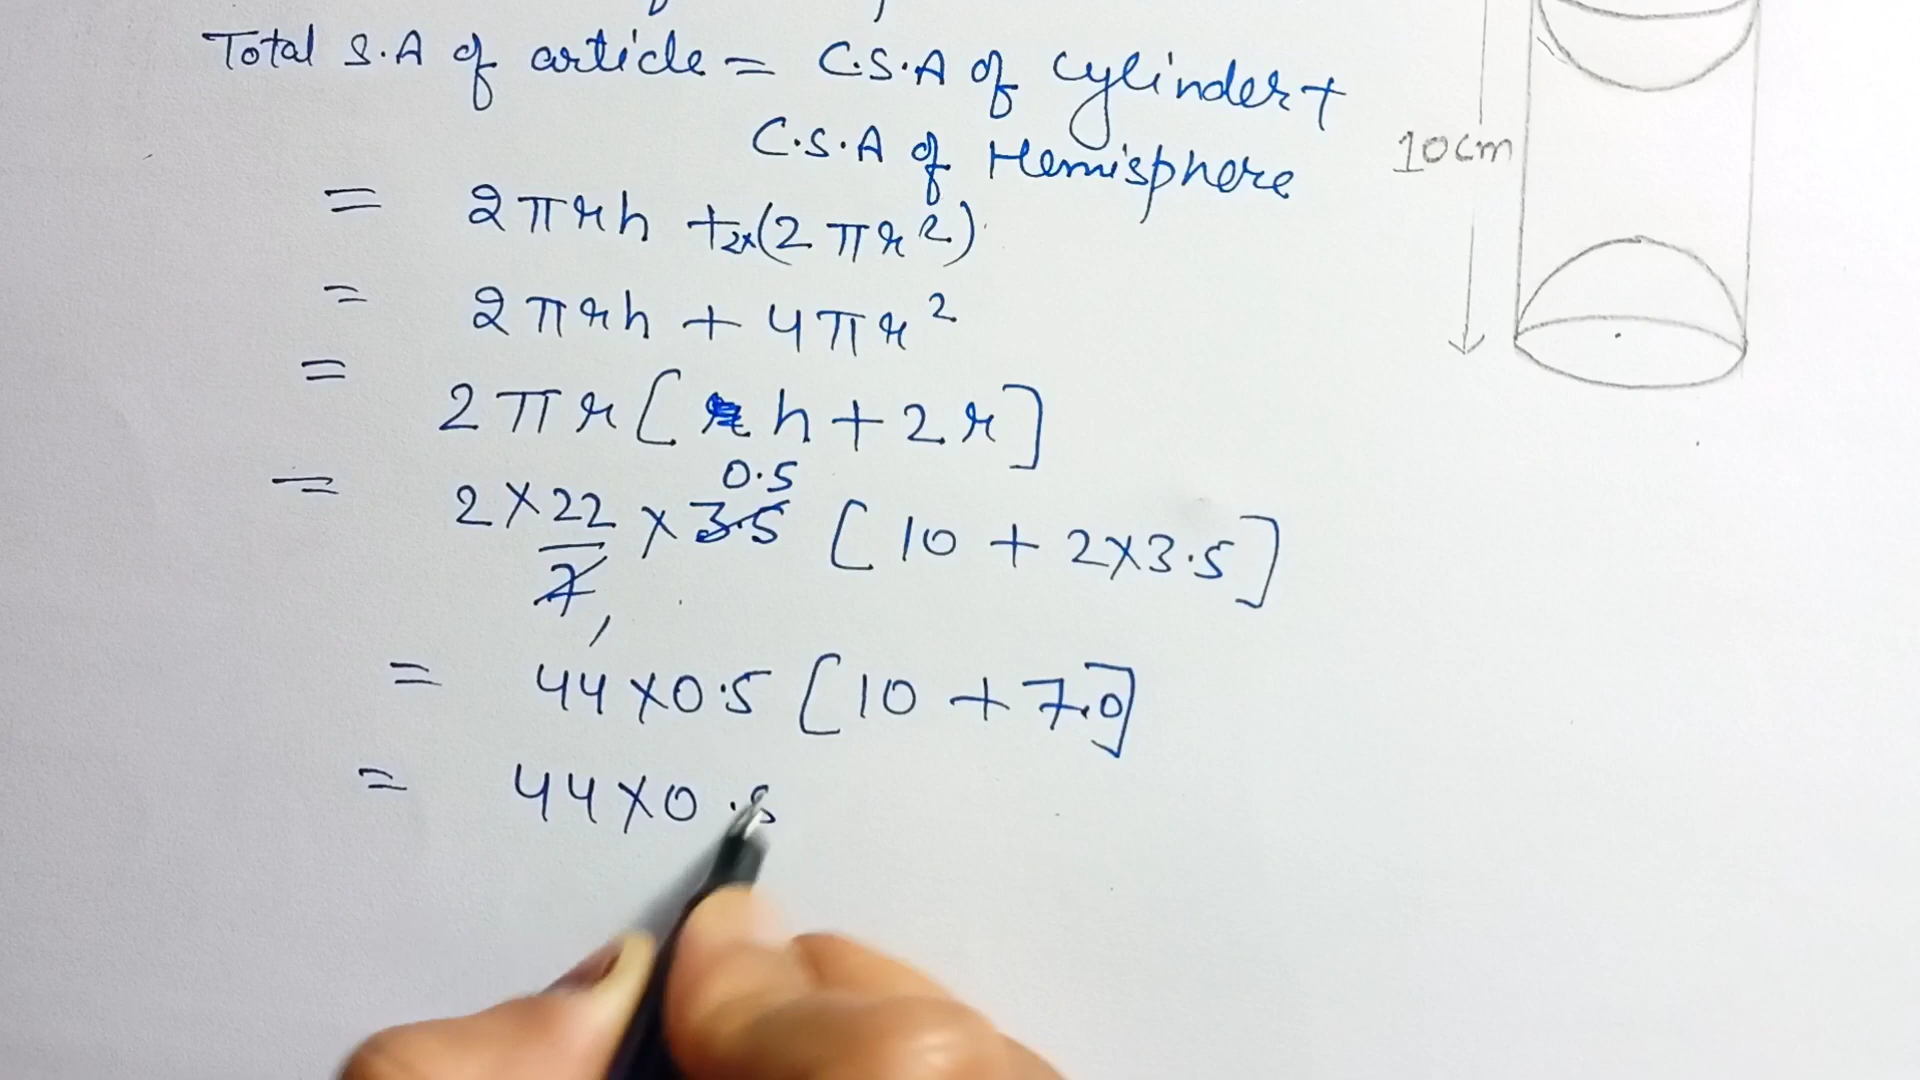 Total S.A of article = C.S.A of cylinder +
C.S.A of Hemisphere
= 2πrh + 2×(2πr²)
= 2πrh + 4πr²
= 2πr[h + 2r]
0.5
= 2 × 22/7 × 3.5 [10 + 2×3.5]
= 44×0.5 [10 + 7.0]
= 44×0.5
10cm